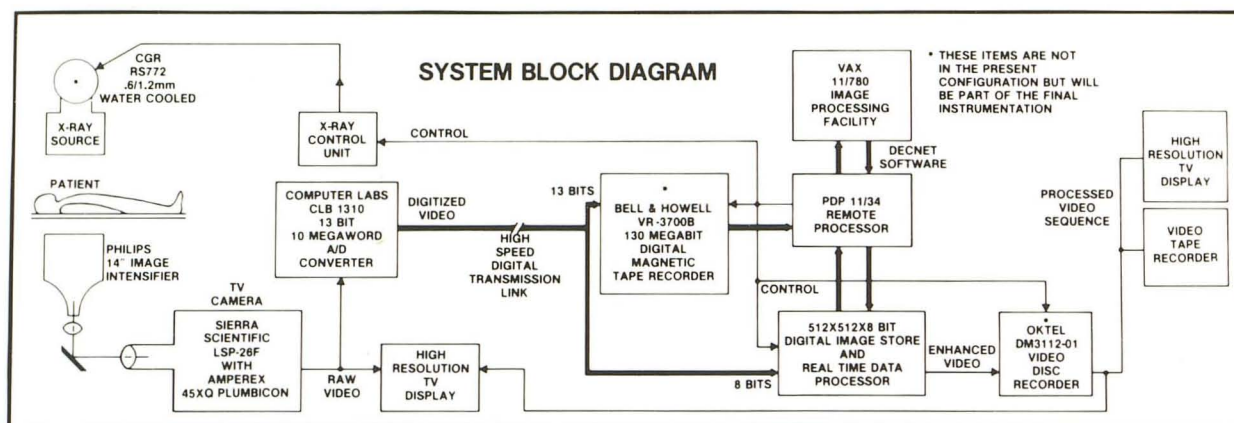 SYSTEM BLOCK DIAGRAM
CGR
RS772
.6/1.2mm
WATER COOLED
X-RAY
SOURCE
X-RAY
CONTROL
UNIT
CONTROL
PATIENT
PHILIPS
14" IMAGE
INTENSIFIER
TV
CAMERA
SIERRA
SCIENTIFIC
LSP-26F
WITH
AMPEREX
45XQ PLUMBICON
RAW
VIDEO
HIGH
RESOLUTION
TV
DISPLAY
COMPUTER LABS
CLB 1310
13 BIT
10 MEGAWORD
A/D
CONVERTER
DIGITIZED
VIDEO
HIGH
SPEED
DIGITAL
TRANSMISSION
LINK
13 BITS
8 BITS
*
BELL & HOWELL
VR-3700B
130 MEGABIT
DIGITAL
MAGNETIC
TAPE RECORDER
VAX
11/780 IMAGE
PROCESSING
FACILITY
DECNET
SOFTWARE
PDP 11/34
REMOTE
PROCESSOR
CONTROL
512X512X8 BIT
DIGITAL IMAGE STORE
AND
REAL TIME DATA
PROCESSOR
ENHANCED
VIDEO
*
OKTEL
DM3112-01
VIDEO
DISC
RECORDER
* THESE ITEMS ARE NOT
IN THE PRESENT
CONFIGURATION BUT WILL
BE PART OF THE FINAL
INSTRUMENTATION
PROCESSED
VIDEO
SEQUENCE
HIGH
RESOLUTION
TV
DISPLAY
VIDEO
TAPE
RECORDER